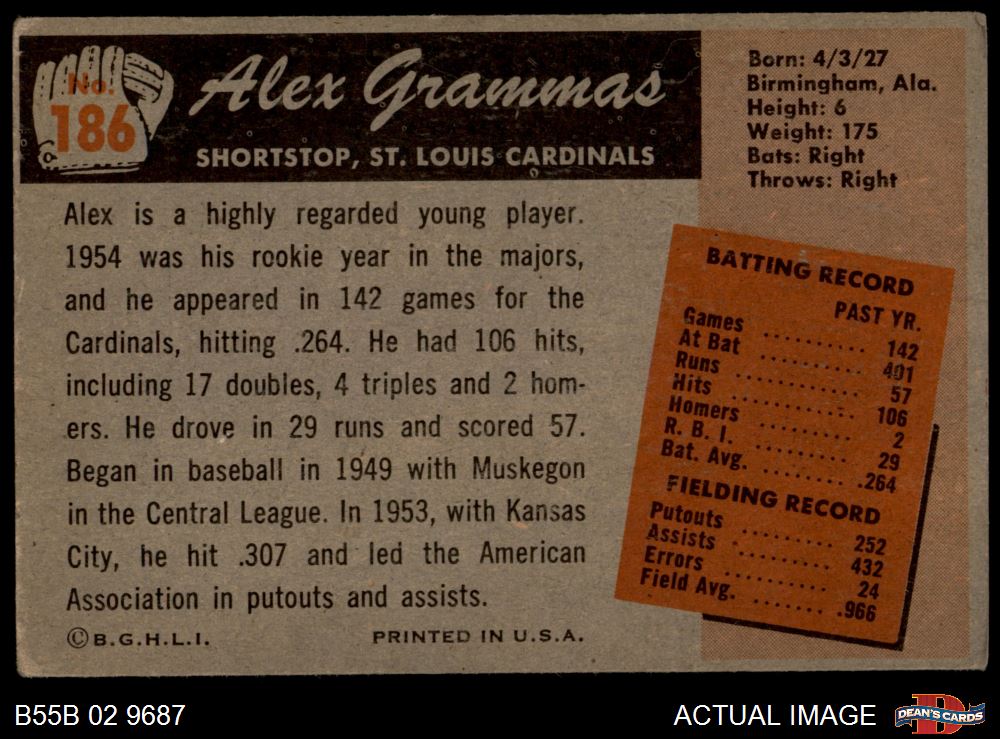 No.
186
Alex Grammas
SHORTSTOP, ST. LOUIS CARDINALS
Born: 4/3/27
Birmingham, Ala.
Height: 6
Weight: 175
Bats: Right
Throws: Right
Alex is a highly regarded young player.
1954 was his rookie year in the majors,
and he appeared in 142 games for the
Cardinals, hitting .264. He had 106 hits,
including 17 doubles, 4 triples and 2 hom-
ers. He drove in 29 runs and scored 57.
Began in baseball in 1949 with Muskegon
in the Central League. In 1953, with Kansas
City, he hit .307 and led the American
Association in putouts and assists.
©B.G.H.L.I. PRINTED IN U.S.A.
BATTING RECORD
PAST YR.
Games .......... 142
At Bat .......... 401
Runs ............ 57
Hits ............ 106
Homers ......... 2
R. B. I. .......... 29
Bat. Avg. ....... .264
FIELDING RECORD
Putouts ........ 252
Assists ......... 432
Errors .......... 24
Field Avg. ....... .966
B55B 02 9687
ACTUAL IMAGE
D
DEAN'S CARDS